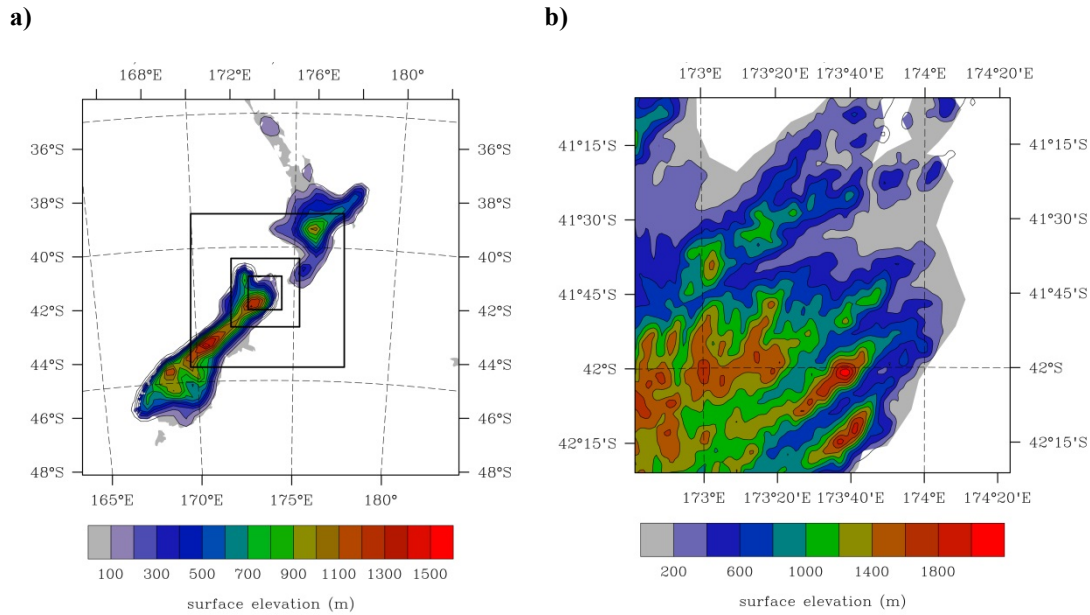 a) b)
168°E 172°E 176°E 180°
173°E 173°20'E 173°40'E 174°E 174°20'E
36°S
38°S
40°S
42°S
44°S
46°S
48°S
36°S
38°S
40°S
42°S
44°S
46°S
48°S
165°E 170°E 175°E 180°
41°15'S
41°30'S
41°45'S
42°S
42°15'S
41°15'S
41°30'S
41°45'S
42°S
42°15'S
173°E 173°20'E 173°40'E 174°E 174°20'E
100 300 500 700 900 1100 1300 1500
surface elevation (m)
200 600 1000 1400 1800
surface elevation (m)